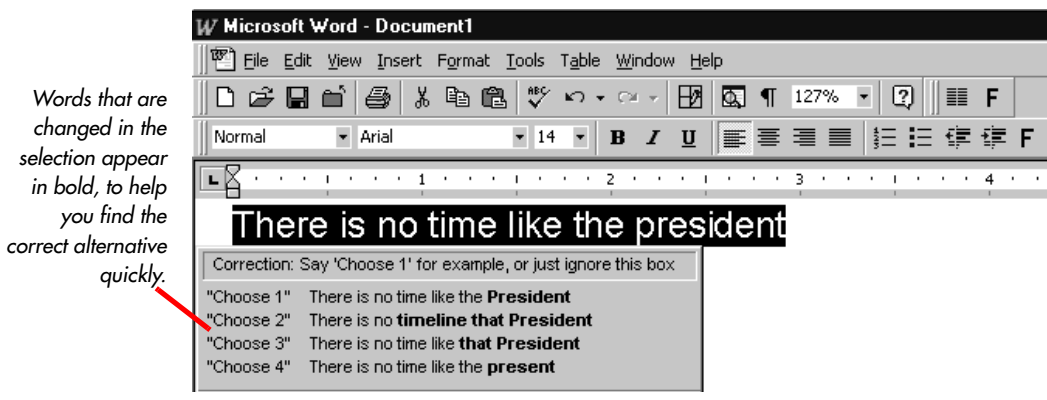 Microsoft Word - Document1
File Edit View Insert Format Tools Table Window Help
127%
Normal Arial 14 B I U F
1 2 3 4
Words that are
changed in the
selection appear
in bold, to help
you find the
correct alternative
quickly.
There is no time like the president
Correction: Say 'Choose 1' for example, or just ignore this box
"Choose 1" There is no time like the President
"Choose 2" There is no timeline that President
"Choose 3" There is no time like that President
"Choose 4" There is no time like the present